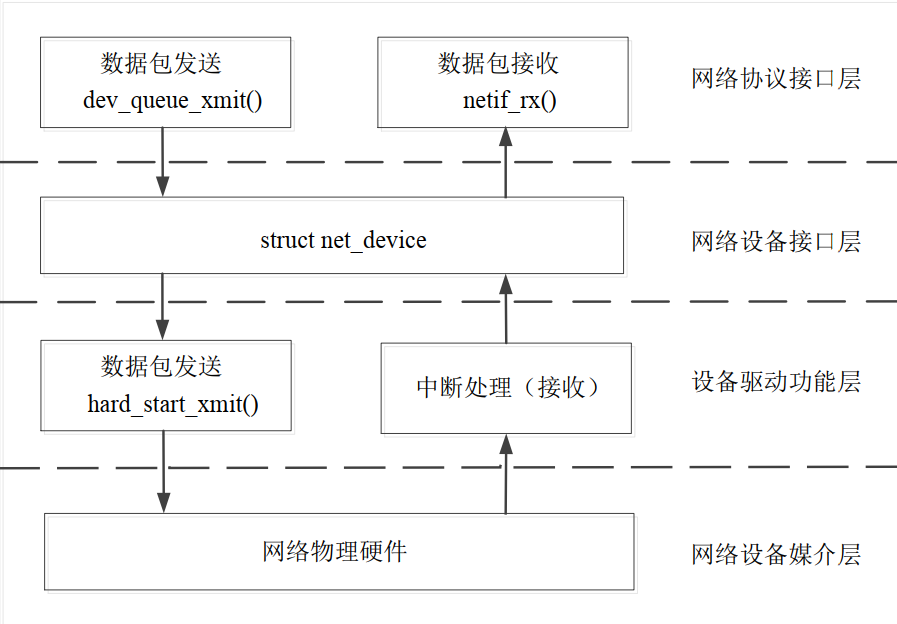 数据包发送
dev_queue_xmit()
数据包接收
netif_rx()
网络协议接口层
struct net_device
网络设备接口层
数据包发送
hard_start_xmit()
中断处理（接收）
设备驱动功能层
网络物理硬件
网络设备媒介层